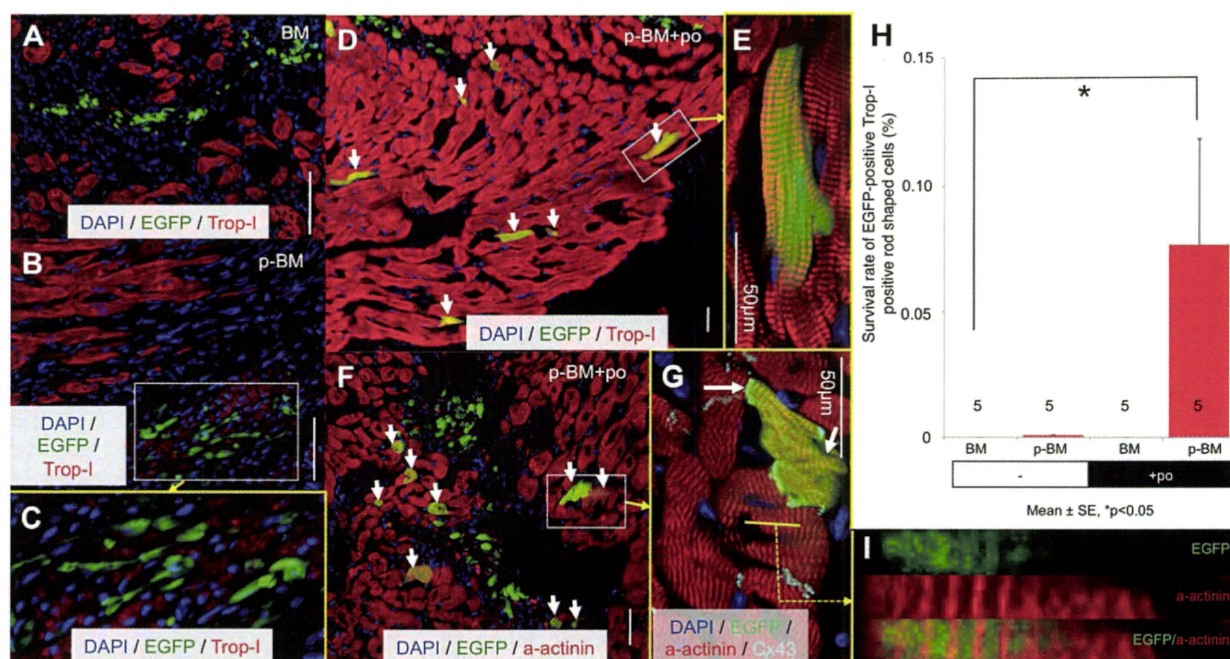 A
BM
DAPI / EGFP / Trop-I
B
p-BM
DAPI /
EGFP /
Trop-I
C
DAPI / EGFP / Trop-I
D
p-BM+po
DAPI / EGFP / Trop-I
E
50μm
F
p-BM+po
DAPI / EGFP / a-actinin
G
50μm
DAPI / EGFP /
a-actinin / Cx43
H
Survival rate of EGFP-positive Trop-I
positive rod shaped cells (%)
0.15
0.10
0.05
0
*
5 5 5 5
BM p-BM BM p-BM
- +po
Mean ± SE, *p<0.05
I
EGFP
a-actinin
EGFP/a-actinin